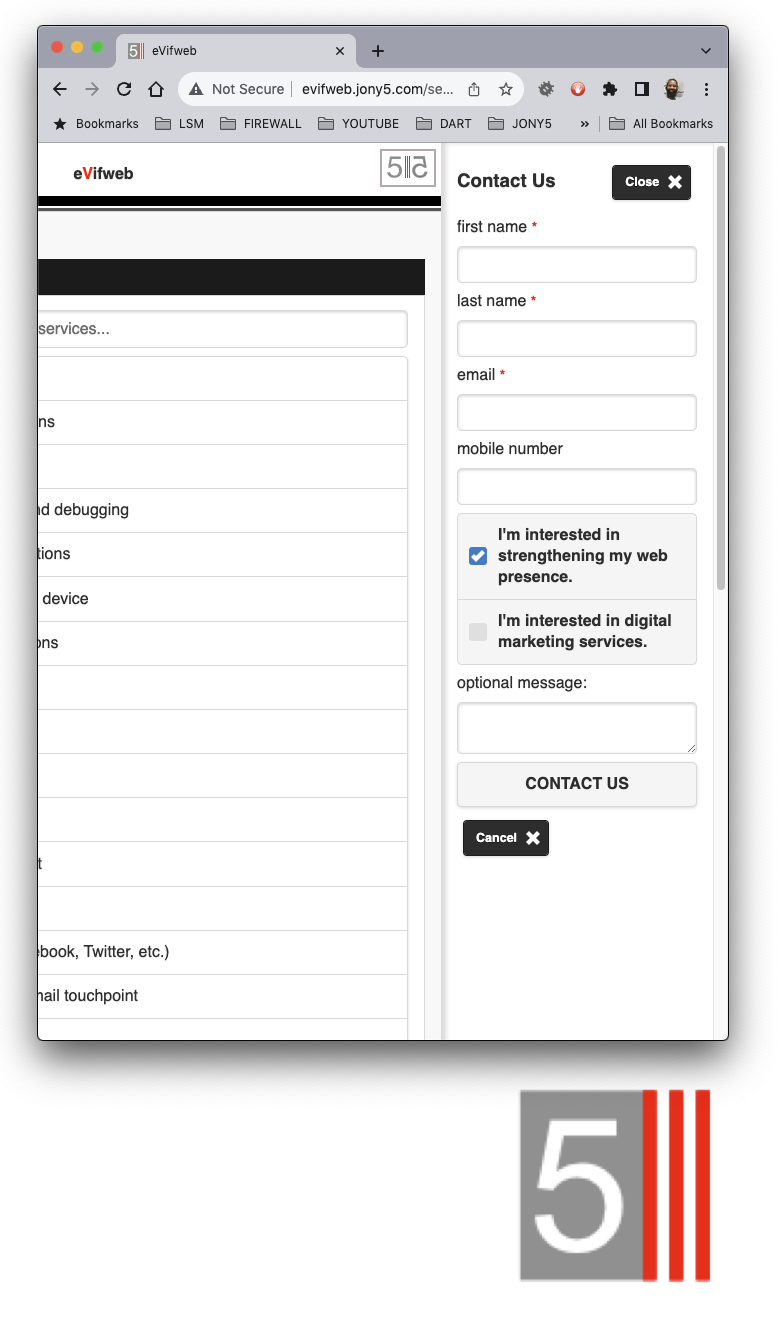 eVifweb
Not Secure
evifweb.jony5.com/se...
Bookmarks
LSM
FIREWALL
YOUTUBE
DART
JONY5
»
All Bookmarks
eVifweb
5
Contact Us
Close
first name *
last name *
email *
mobile number
I'm interested in
strengthening my web
presence.
I'm interested in digital
marketing services.
optional message:
CONTACT US
Cancel
services...
ns
nd debugging
tions
device
ons
t
ebook, Twitter, etc.)
nail touchpoint
5